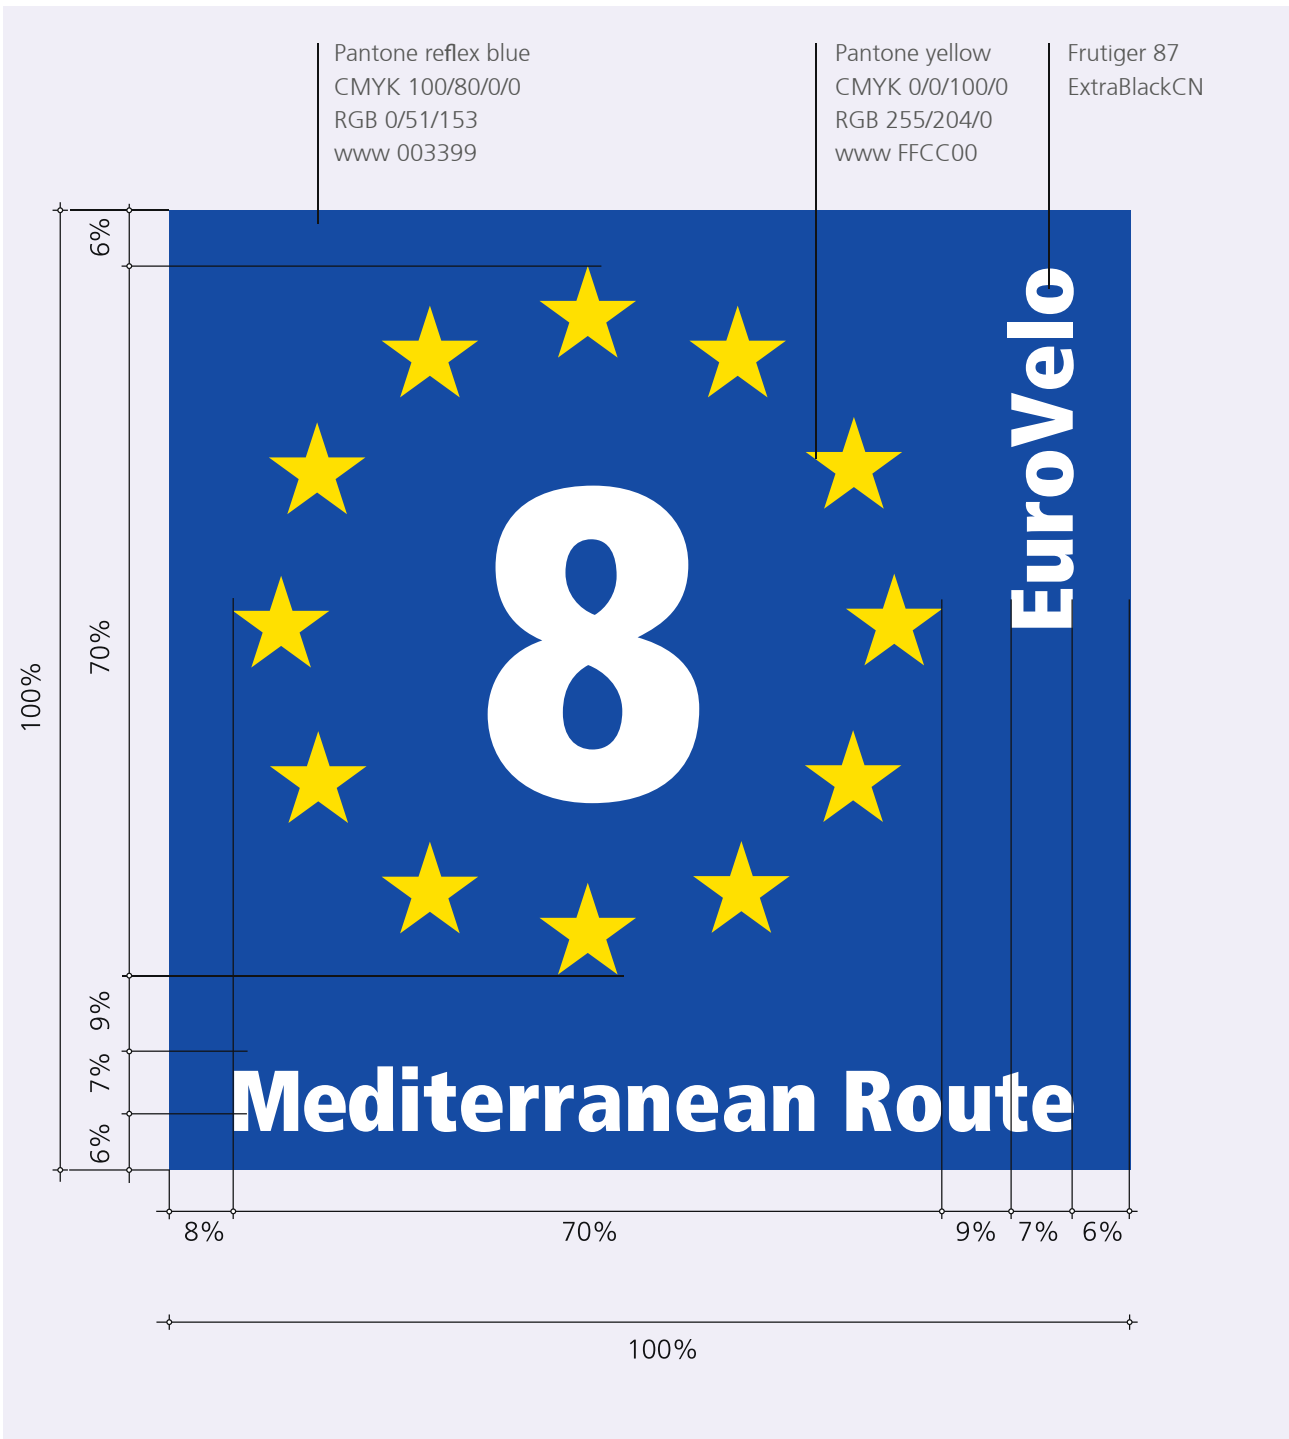 Pantone reflex blue
CMYK 100/80/0/0
RGB 0/51/153
www 003399
Pantone yellow
CMYK 0/0/100/0
RGB 255/204/0
www FFCC00
Frutiger 87
ExtraBlackCN
6%
70%
100%
9%
7%
6%
EuroVelo
8
Mediterranean Route
8%
70%
9%
7%
6%
100%